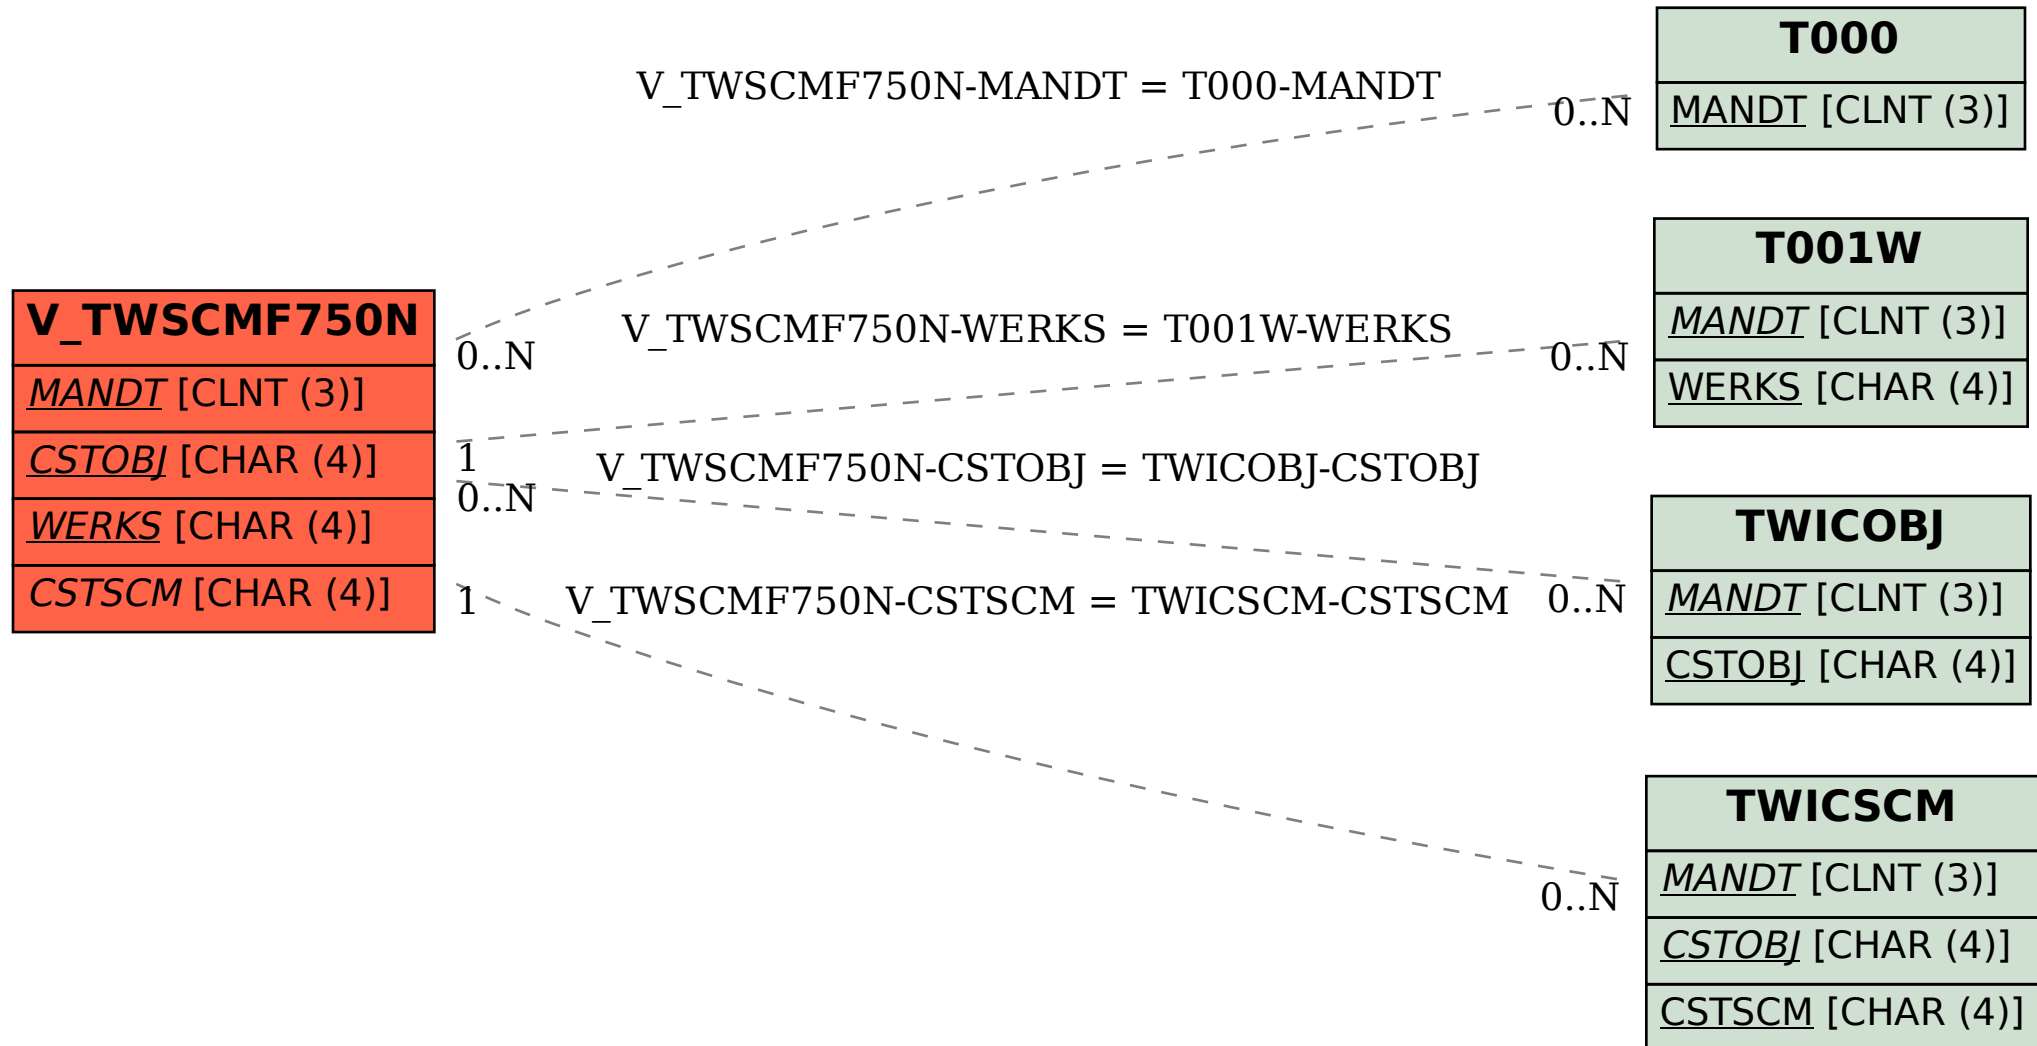 V_TWSCMF750N
MANDT [CLNT (3)]
CSTOBJ [CHAR (4)]
WERKS [CHAR (4)]
CSTSCM [CHAR (4)]
V_TWSCMF750N-MANDT = T000-MANDT
0..N
0..N
V_TWSCMF750N-WERKS = T001W-WERKS
1
0..N
V_TWSCMF750N-CSTOBJ = TWICOBJ-CSTOBJ
0..N
0..N
V_TWSCMF750N-CSTSCM = TWICSCM-CSTSCM
1
0..N
T000
MANDT [CLNT (3)]
T001W
MANDT [CLNT (3)]
WERKS [CHAR (4)]
TWICOBJ
MANDT [CLNT (3)]
CSTOBJ [CHAR (4)]
TWICSCM
MANDT [CLNT (3)]
CSTOBJ [CHAR (4)]
CSTSCM [CHAR (4)]